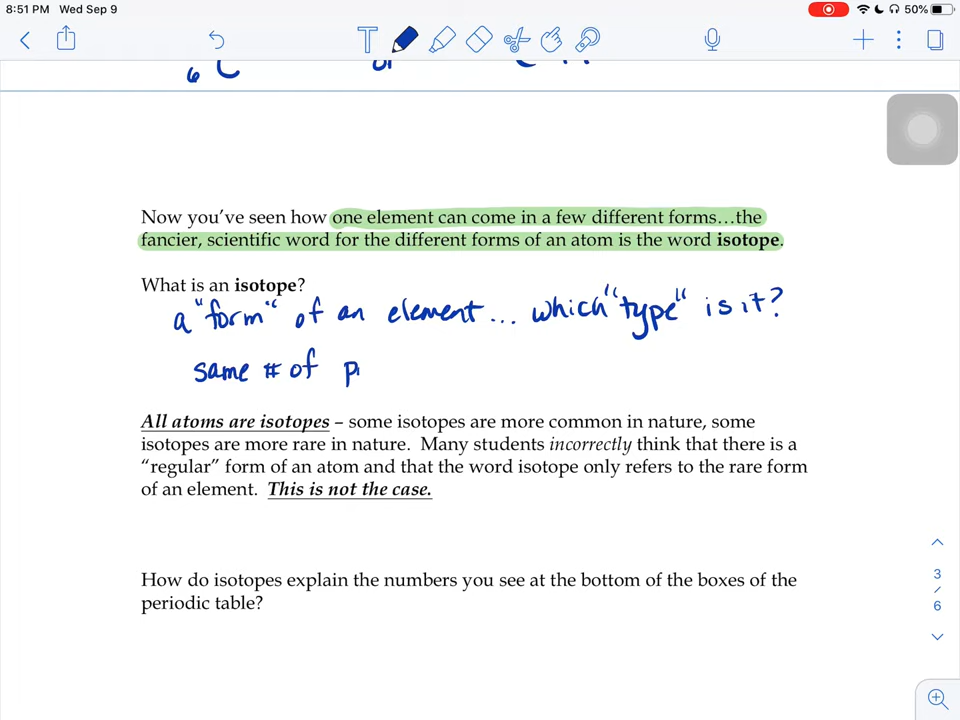 8:51 PM Wed Sep 9
50%
T
Now you've seen how one element can come in a few different forms…the
fancier, scientific word for the different forms of an atom is the word isotope.
What is an isotope?
a "form" of an element... which "type" is it?
same # of p
All atoms are isotopes – some isotopes are more common in nature, some
isotopes are more rare in nature. Many students incorrectly think that there is a
"regular" form of an atom and that the word isotope only refers to the rare form
of an element. This is not the case.
3
/
6
How do isotopes explain the numbers you see at the bottom of the boxes of the
periodic table?